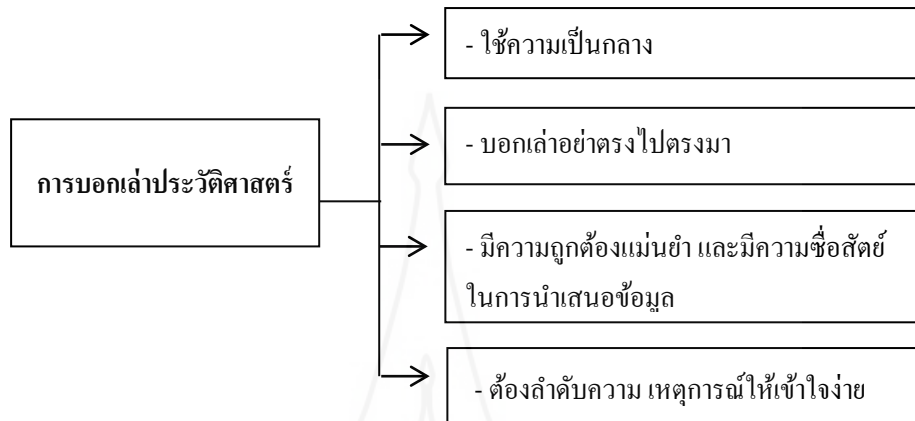 - ใช้ความเป็นกลาง
- บอกเล่าอย่าตรงไปตรงมา
การบอกเล่าประวัติศาสตร์
- มีความถูกต้องแม่นยำ และมีความซื่อสัตย์
ในการนำเสนอข้อมูล
- ต้องลำดับความ เหตุการณ์ให้เข้าใจง่าย